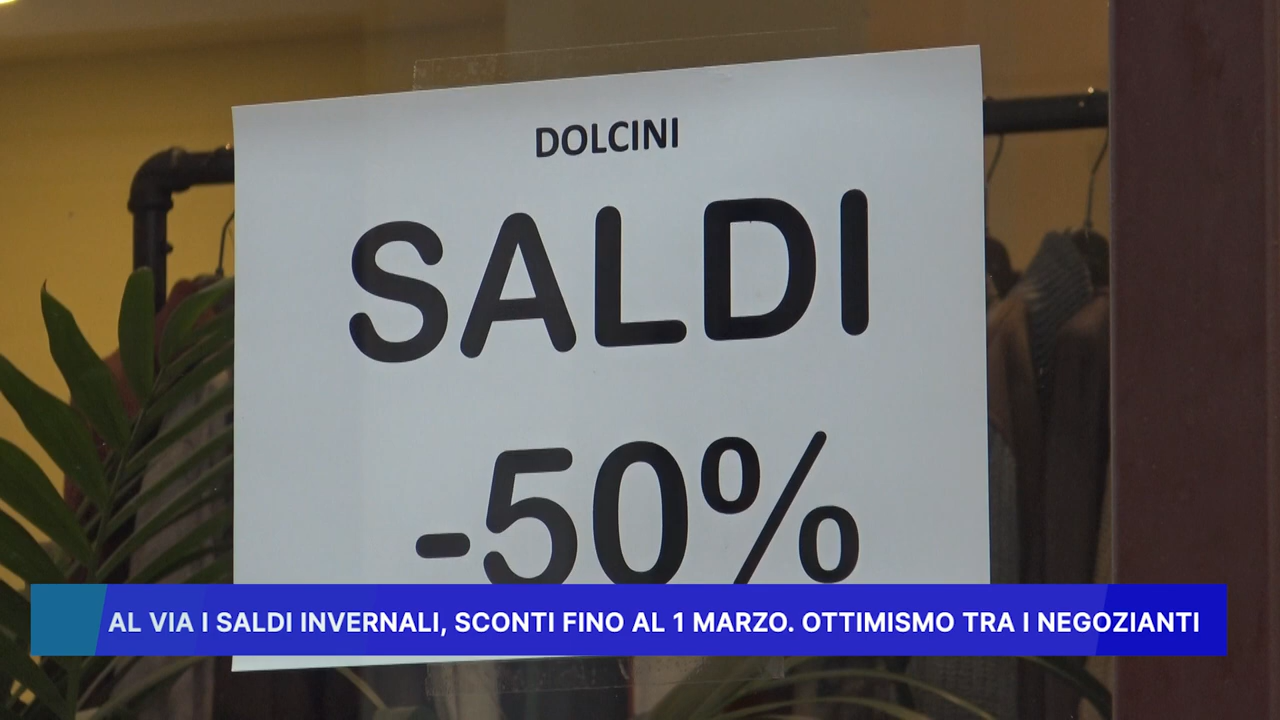 DOLCINI
SALDI
-50%
AL VIA I SALDI INVERNALI, SCONTI FINO AL 1 MARZO. OTTIMISMO TRA I NEGOZIANTI